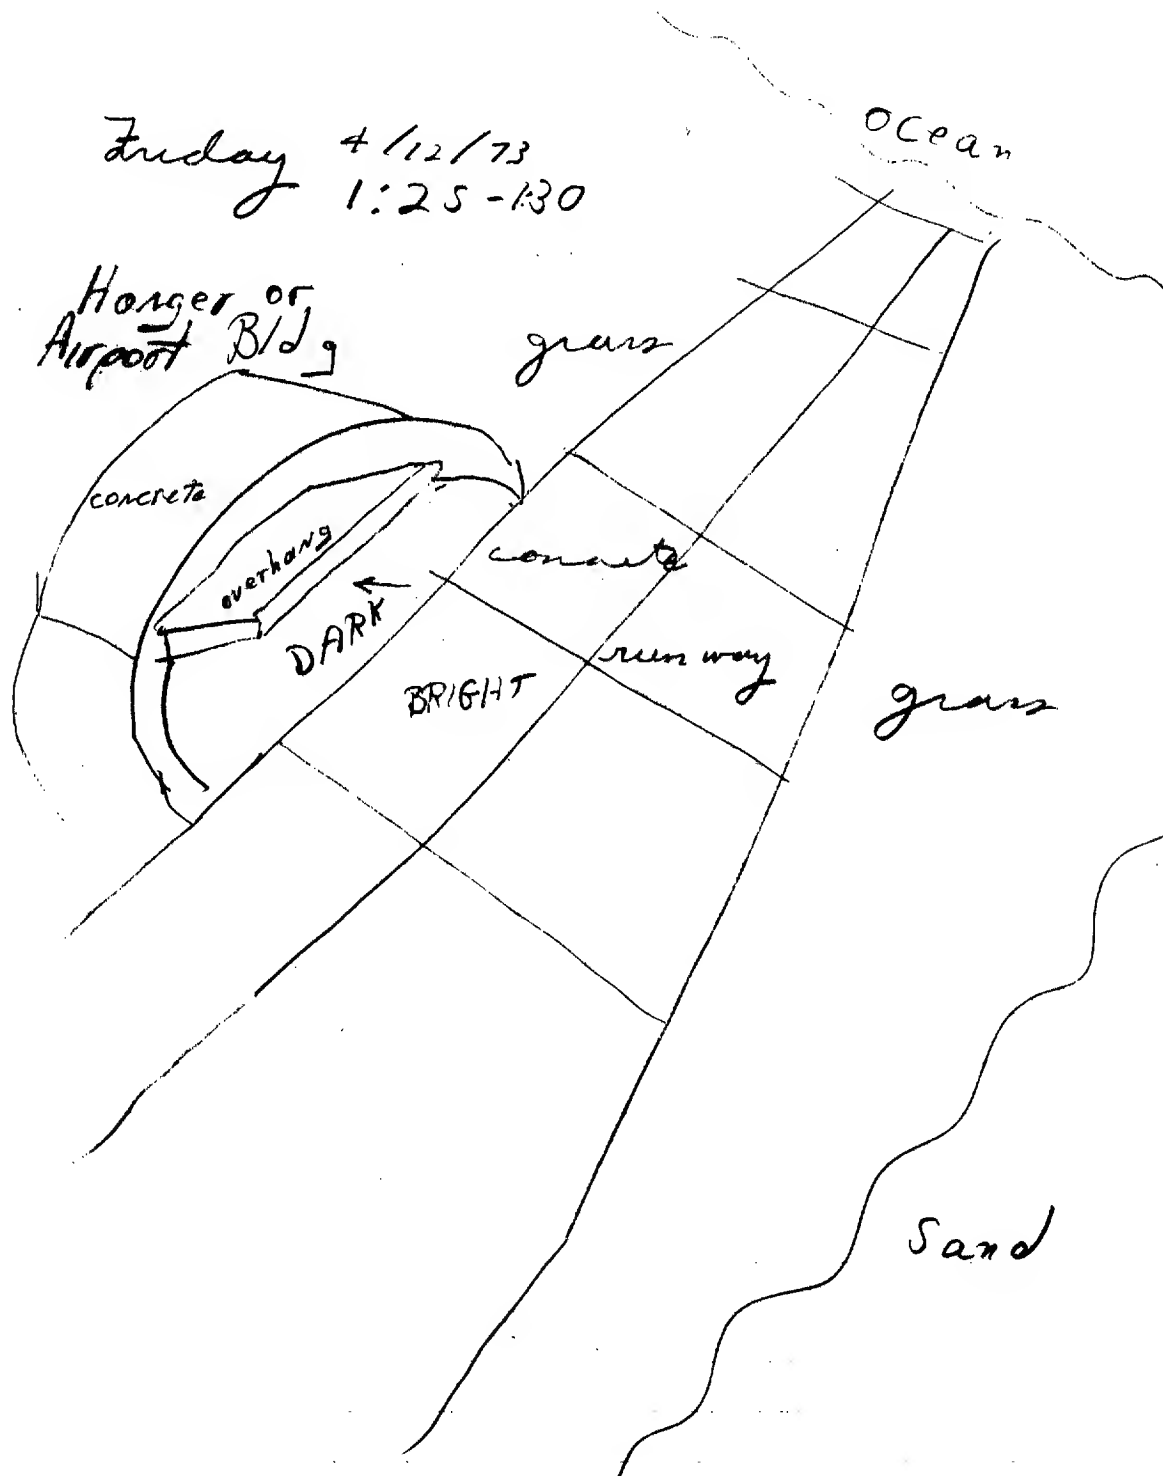 Friday 4/12/73
1:25-1:30
Ocean
Hanger or
Airport Bldg
grass
concrete
overhang
concrete
DARK
run way
BRIGHT
grass
Sand